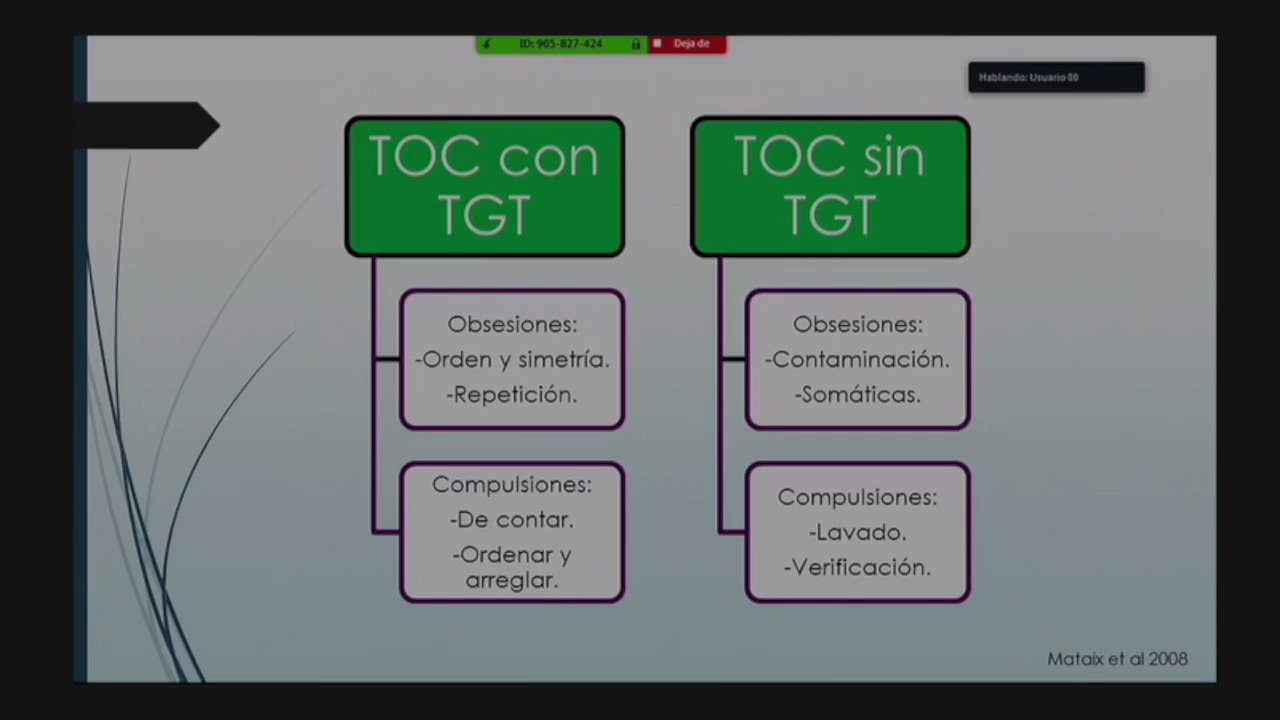 ID: 905-827-424
Deja de
Hablando: Usuario 00
TOC con
TGT
Obsesiones:
-Orden y simetría.
-Repetición.
Compulsiones:
-De contar.
-Ordenar y
arreglar.
TOC sin
TGT
Obsesiones:
-Contaminación.
-Somáticas.
Compulsiones:
-Lavado.
-Verificación.
Mataix et al 2008